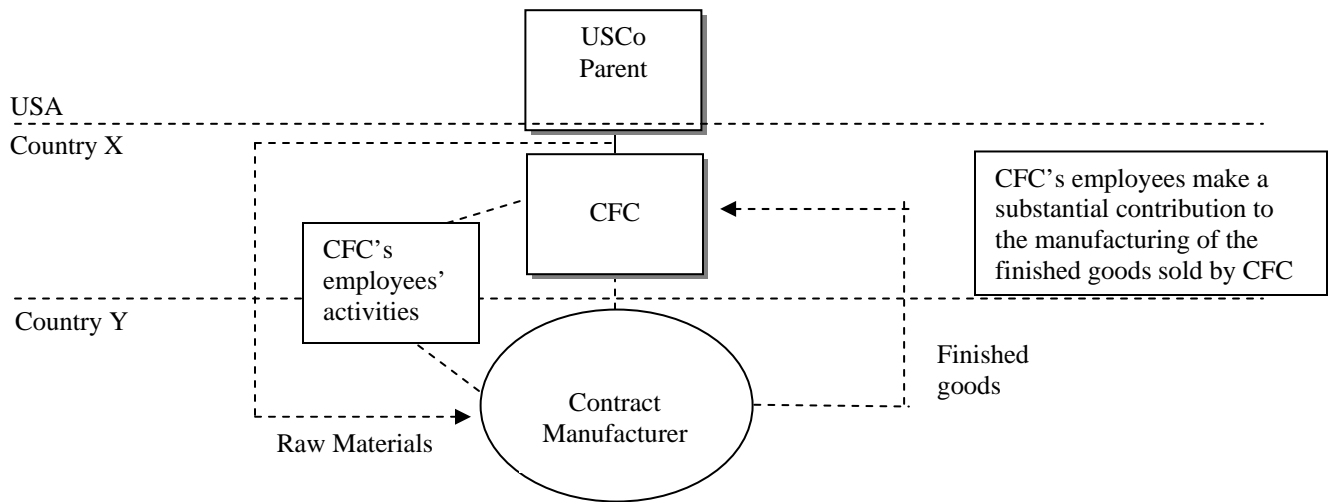 USCo
Parent
USA
Country X
CFC
CFC's employees make a
substantial contribution to
the manufacturing of the
finished goods sold by CFC
CFC's
employees'
activities
Country Y
Finished
goods
Contract
Manufacturer
Raw Materials